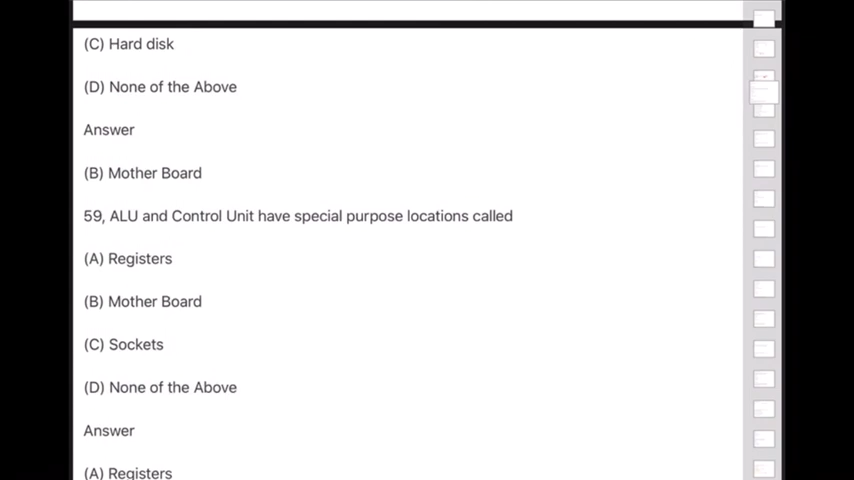 (C) Hard disk
(D) None of the Above
Answer
(B) Mother Board
59, ALU and Control Unit have special purpose locations called
(A) Registers
(B) Mother Board
(C) Sockets
(D) None of the Above
Answer
(A) Registers